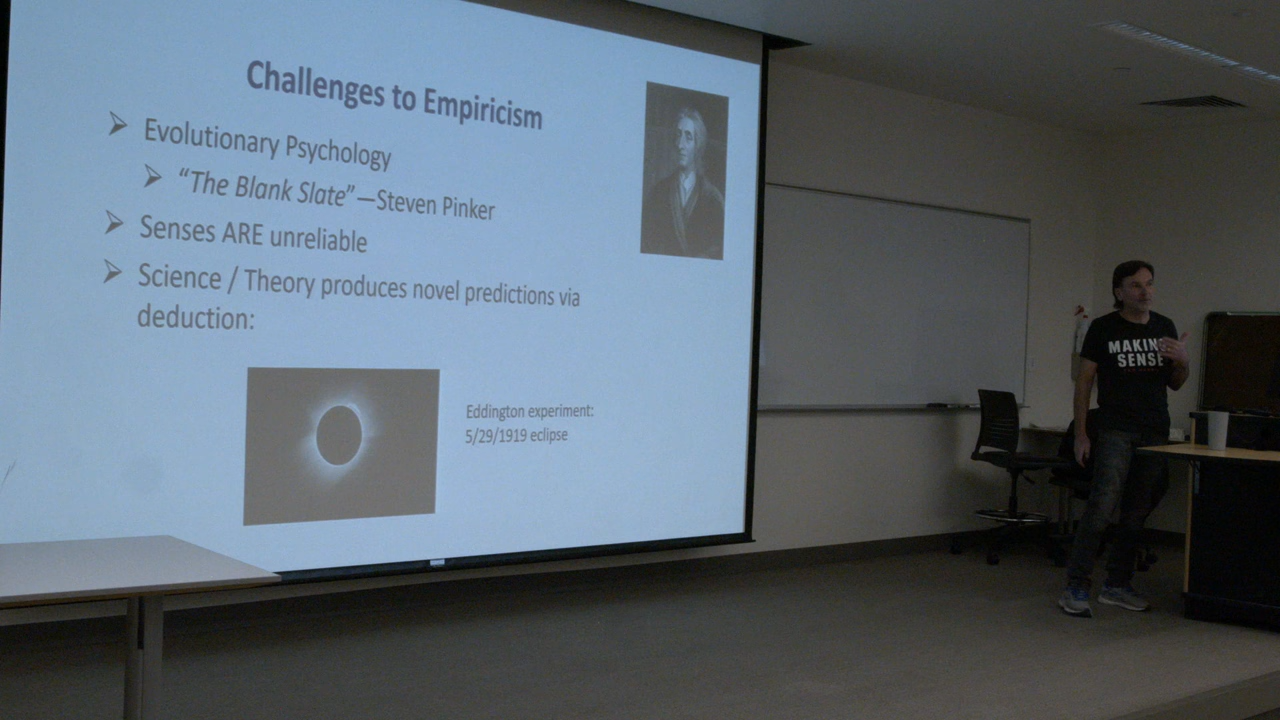 Challenges to Empiricism
Evolutionary Psychology
“The Blank Slate”—Steven Pinker
Senses ARE unreliable
Science / Theory produces novel predictions via
deduction:
Eddington experiment:
5/29/1919 eclipse
MAKING
SENSE